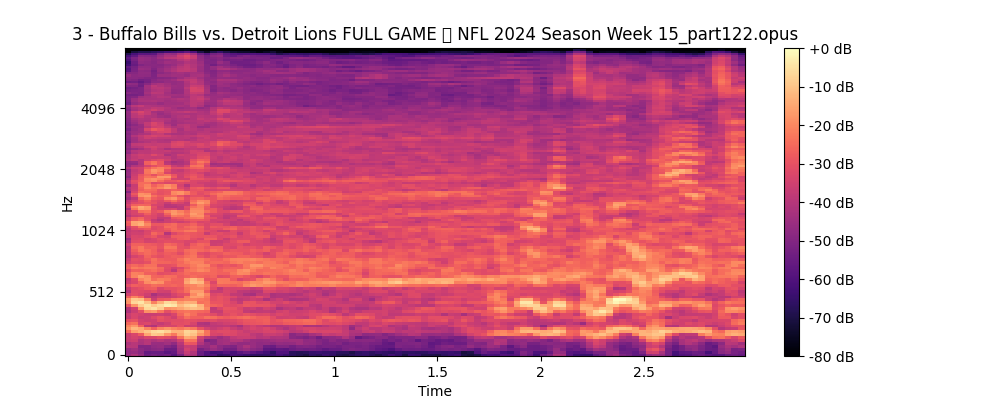 3 - Buffalo Bills vs. Detroit Lions FULL GAME ▯ NFL 2024 Season Week 15_part122.opus
+0 dB
-10 dB
-20 dB
-30 dB
-40 dB
-50 dB
-60 dB
-70 dB
-80 dB
4096
2048
1024
512
0
Hz
0
0.5
1
1.5
2
2.5
Time